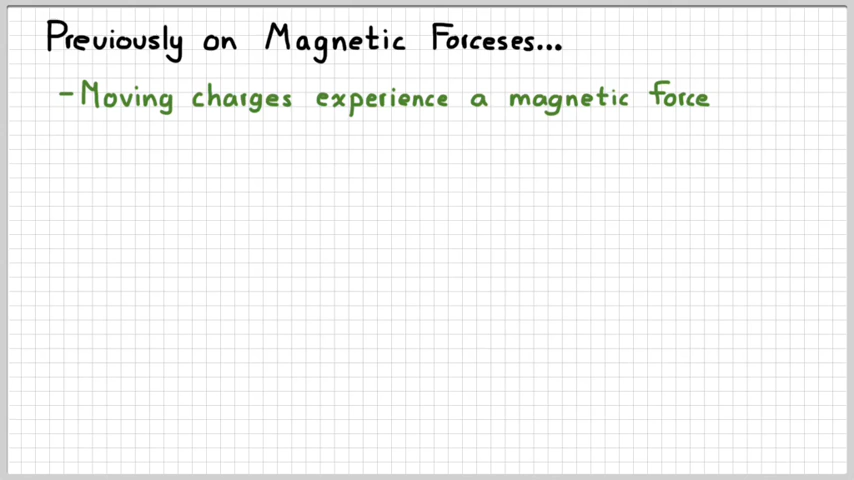 Previously on Magnetic Forceses...
-Moving charges experience a magnetic force